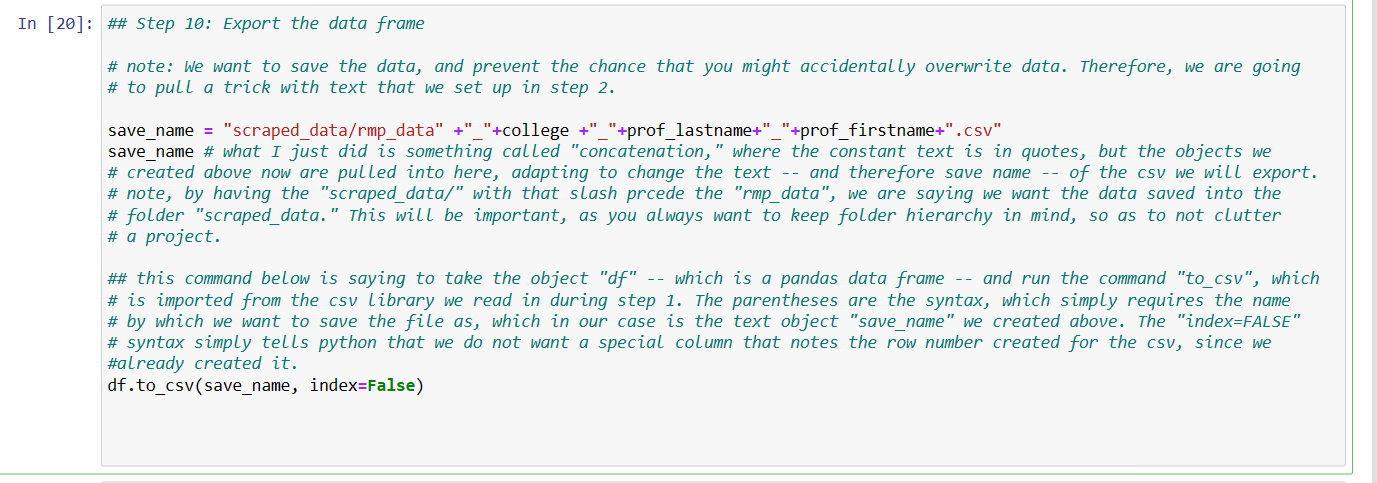 In [20]: ## Step 10: Export the data frame
# note: We want to save the data, and prevent the chance that you might accidentally overwrite data. Therefore, we are going
# to pull a trick with text that we set up in step 2.
save_name = "scraped_data/rmp_data" +"_"+college +"_"+prof_lastname+"_"+prof_firstname+".csv"
save_name # what I just did is something called "concatenation," where the constant text is in quotes, but the objects we
# created above now are pulled into here, adapting to change the text -- and therefore save name -- of the csv we will export.
# note, by having the "scraped_data/" with that slash prcede the "rmp_data", we are saying we want the data saved into the
# folder "scraped_data." This will be important, as you always want to keep folder hierarchy in mind, so as to not clutter
# a project.
## this command below is saying to take the object "df" -- which is a pandas data frame -- and run the command "to_csv", which
# is imported from the csv library we read in during step 1. The parentheses are the syntax, which simply requires the name
# by which we want to save the file as, which in our case is the text object "save_name" we created above. The "index=FALSE"
# syntax simply tells python that we do not want a special column that notes the row number created for the csv, since we
#already created it.
df.to_csv(save_name, index=False)